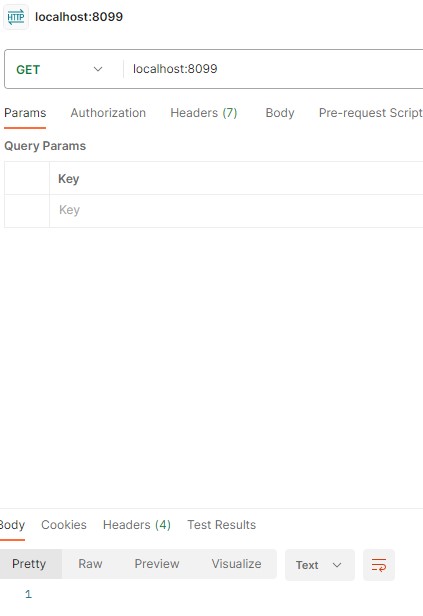 HTTP localhost:8099
GET localhost:8099
Params Authorization Headers (7) Body Pre-request Script
Query Params
Key
Key
Body Cookies Headers (4) Test Results
Pretty Raw Preview Visualize Text
1